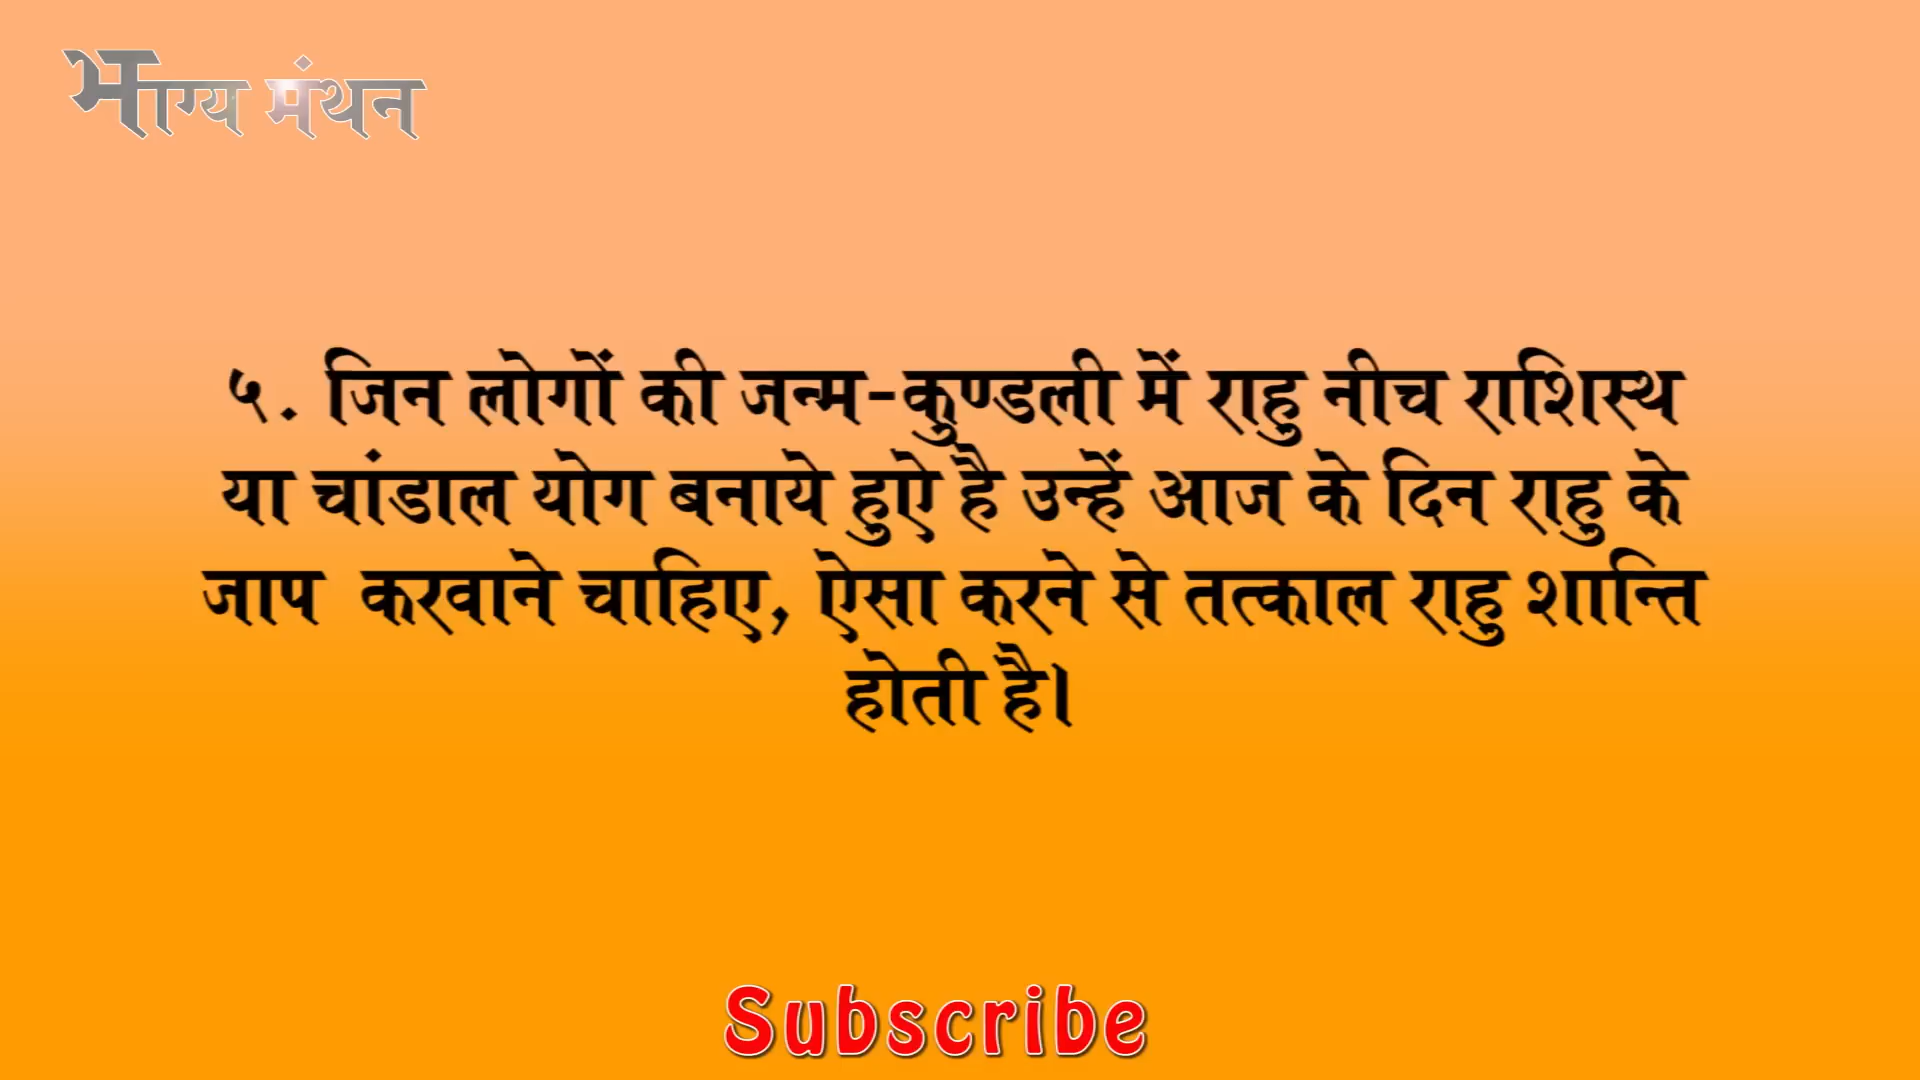 भाग्य मंथन
५. जिन लोगों की जन्म-कुण्डली में राहु नीच राशिस्थ
या चांडाल योग बनाये हुऐ है उन्हें आज के दिन राहु के
जाप करवाने चाहिए, ऐसा करने से तत्काल राहु शान्ति
होती है।
Subscribe